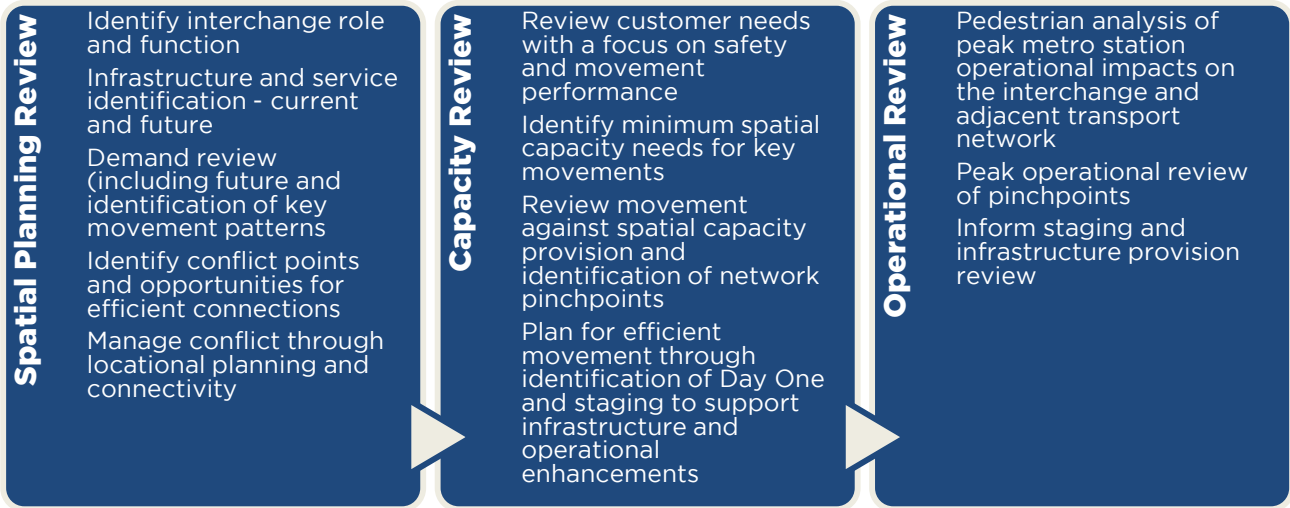 Spatial Planning Review
Identify interchange role
and function
Infrastructure and service
identification - current
and future
Demand review
(including future and
identification of key
movement patterns
Identify conflict points
and opportunities for
efficient connections
Manage conflict through
locational planning and
connectivity
Capacity Review
Review customer needs
with a focus on safety
and movement
performance
Identify minimum spatial
capacity needs for key
movements
Review movement
against spatial capacity
provision and
identification of network
pinchpoints
Plan for efficient
movement through
identification of Day One
and staging to support
infrastructure and
operational
enhancements
Operational Review
Pedestrian analysis of
peak metro station
operational impacts on
the interchange and
adjacent transport
network
Peak operational review
of pinchpoints
Inform staging and
infrastructure provision
review